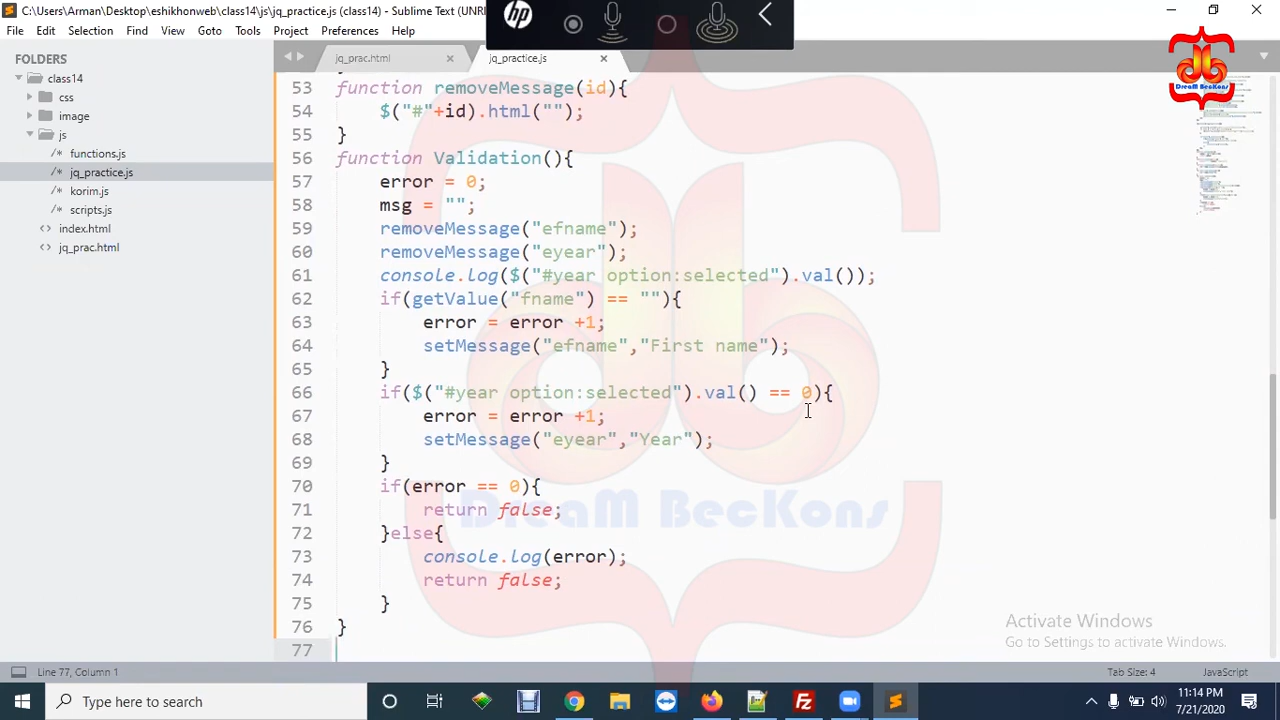 C:\Users\Arman\Desktop\eshikhonweb\class14\js\jq_practice.js (class14) - Sublime Text (UNRE
hp
File Edit Selection Find View Goto Tools Project Preferences Help
DreaM BecKons
FOLDERS
class14
css
image
js
/* functions.js
/* jq_practice.js
/* korim.js
/* scripts.js
<> index.html
<> jq_prac.html
jq_prac.html
jq_practice.js
53 function removeMessage(id){
54 $("#"+id).html("");
55 }
56 function Validation(){
57 error = 0;
58 msg = "";
59 removeMessage("efname");
60 removeMessage("eyear");
61 console.log($("#year option:selected").val());
62 if(getValue("fname") == ""){
63 error = error +1;
64 setMessage("efname","First name");
65 }
66 if($("#year option:selected").val() == 0){
67 error = error +1;
68 setMessage("eyear","Year");
69 }
70 if(error == 0){
71 return false;
72 }else{
73 console.log(error);
74 return false;
75 }
76 }
77
DreaM BecKons
Activate Windows
Go to Settings to activate Windows.
Line 77, Column 1
Tab Size: 4
JavaScript
Type here to search
11:14 PM
7/21/2020